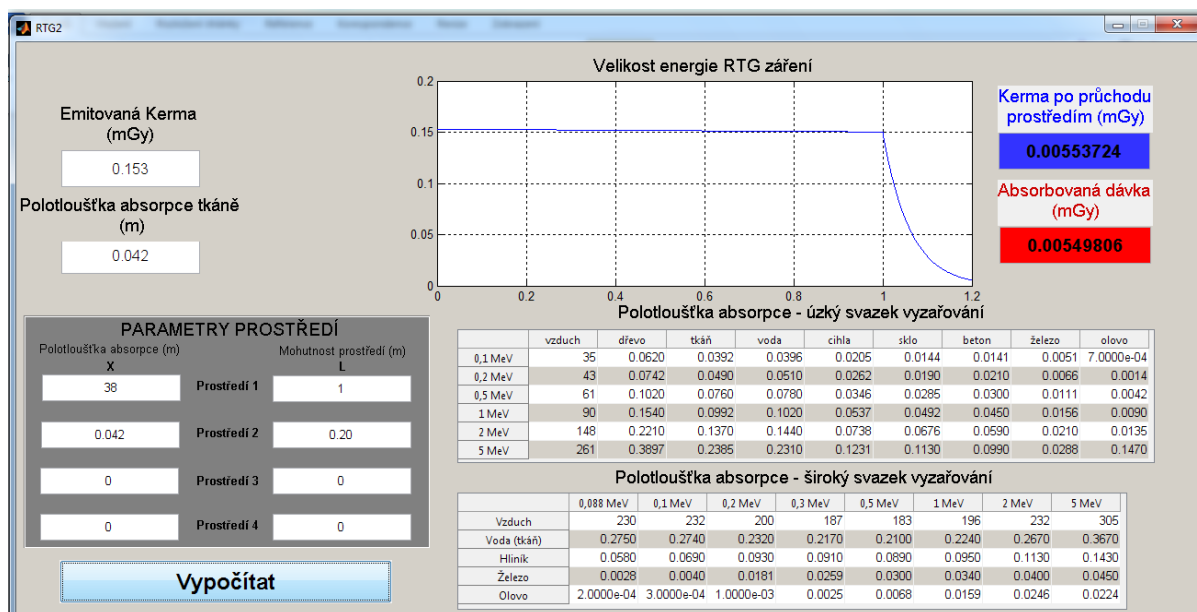 RTG2
Emitovaná Kerma
(mGy)
0.153
Polotloušťka absorpce tkáně
(m)
0.042
Velikost energie RTG záření
0.2
0.15
0.1
0.05
0
0 0.2 0.4 0.6 0.8 1 1.2
Kerma po průchodu
prostředím (mGy)
0.00553724
Absorbovaná dávka
(mGy)
0.00549806
PARAMETRY PROSTŘEDÍ
Polotloušťka absorpce (m) Mohutnost prostředí (m)
X L
38 Prostředí 1 1
0.042 Prostředí 2 0.20
0 Prostředí 3 0
0 Prostředí 4 0
Vypočítat
Polotloušťka absorpce - úzký svazek vyzařování
vzduch dřevo tkáň voda cihla sklo beton železo olovo
0,1 MeV 35 0.0620 0.0392 0.0396 0.0205 0.0144 0.0141 0.0051 7.0000e-04
0,2 MeV 43 0.0742 0.0490 0.0510 0.0262 0.0190 0.0210 0.0066 0.0014
0,5 MeV 61 0.1020 0.0760 0.0780 0.0346 0.0285 0.0300 0.0111 0.0042
1 MeV 90 0.1540 0.0992 0.1020 0.0537 0.0492 0.0450 0.0156 0.0090
2 MeV 148 0.2210 0.1370 0.1440 0.0738 0.0676 0.0590 0.0210 0.0135
5 MeV 261 0.3897 0.2385 0.2310 0.1231 0.1130 0.0990 0.0288 0.1470
Polotloušťka absorpce - široký svazek vyzařování
0,088 MeV 0,1 MeV 0,2 MeV 0,3 MeV 0,5 MeV 1 MeV 2 MeV 5 MeV
Vzduch 230 232 200 187 183 196 232 305
Voda (tkáň) 0.2750 0.2740 0.2320 0.2170 0.2100 0.2240 0.2670 0.3670
Hliník 0.0580 0.0690 0.0930 0.0910 0.0890 0.0950 0.1130 0.1430
Železo 0.0028 0.0040 0.0181 0.0259 0.0300 0.0340 0.0400 0.0450
Olovo 2.0000e-04 3.0000e-04 1.0000e-03 0.0025 0.0068 0.0159 0.0246 0.0224